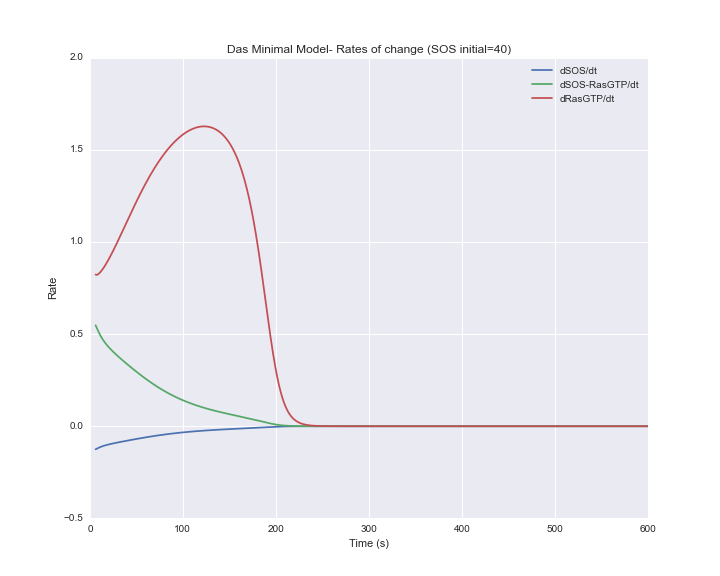 Das Minimal Model- Rates of change (SOS initial=40)
dSOS/dt
dSOS-RasGTP/dt
dRasGTP/dt
2.0
1.5
1.0
0.5
0.0
−0.5
Rate
0
100
200
300
400
500
600
Time (s)